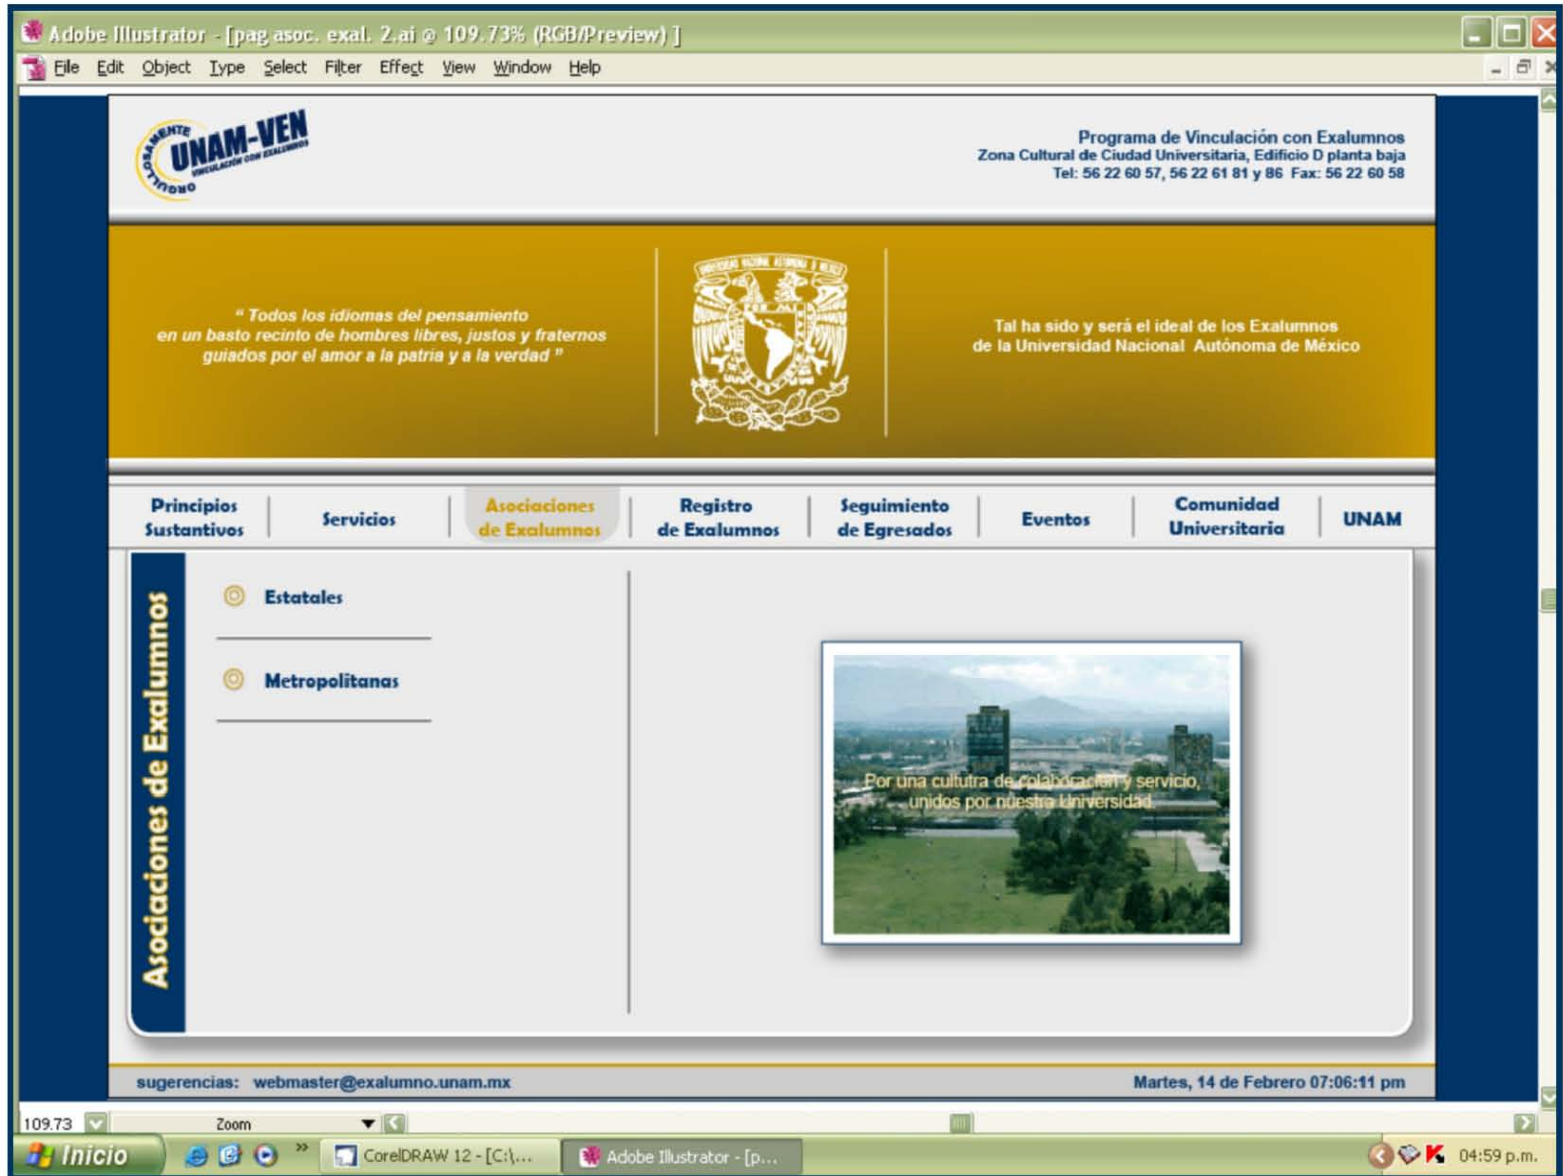 Adobe Illustrator - [pag asoc. exal. 2.ai @ 109.73% (RGB/Preview) ]
File Edit Object Type Select Filter Effect View Window Help
ORGULLOSAMENTE
UNAM-VEN
VINCULACIÓN CON EXALUMNOS
Programa de Vinculación con Exalumnos
Zona Cultural de Ciudad Universitaria, Edificio D planta baja
Tel: 56 22 60 57, 56 22 61 81 y 86 Fax: 56 22 60 58
“ Todos los idiomas del pensamiento
en un basto recinto de hombres libres, justos y fraternos
guiados por el amor a la patria y a la verdad ”
Tal ha sido y será el ideal de los Exalumnos
de la Universidad Nacional Autónoma de México
Principios
Sustantivos
Servicios
Asociaciones
de Exalumnos
Registro
de Exalumnos
Seguimiento
de Egresados
Eventos
Comunidad
Universitaria
UNAM
Asociaciones de Exalumnos
Estatales
Metropolitanas
Por una cultutra de colaboración y servicio,
unidos por nuestra Universidad.
sugerencias: webmaster@exalumno.unam.mx
Martes, 14 de Febrero 07:06:11 pm
109.73 Zoom
Inicio
CorelDRAW 12 - [C:\...
Adobe Illustrator - [p...
04:59 p.m.